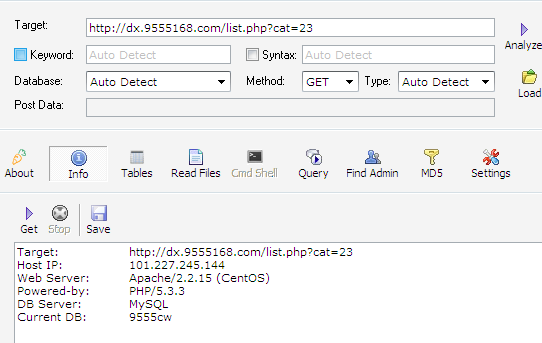 Target: http://dx.9555168.com/list.php?cat=23
Keyword: Auto Detect Syntax: Auto Detect Analyze
Database: Auto Detect Method: GET Type: Auto Detect Load
Post Data:
About Info Tables Read Files Cmd Shell Query Find Admin MD5 Settings
Get Stop Save
Target: http://dx.9555168.com/list.php?cat=23
Host IP: 101.227.245.144
Web Server: Apache/2.2.15 (CentOS)
Powered-by: PHP/5.3.3
DB Server: MySQL
Current DB: 9555cw